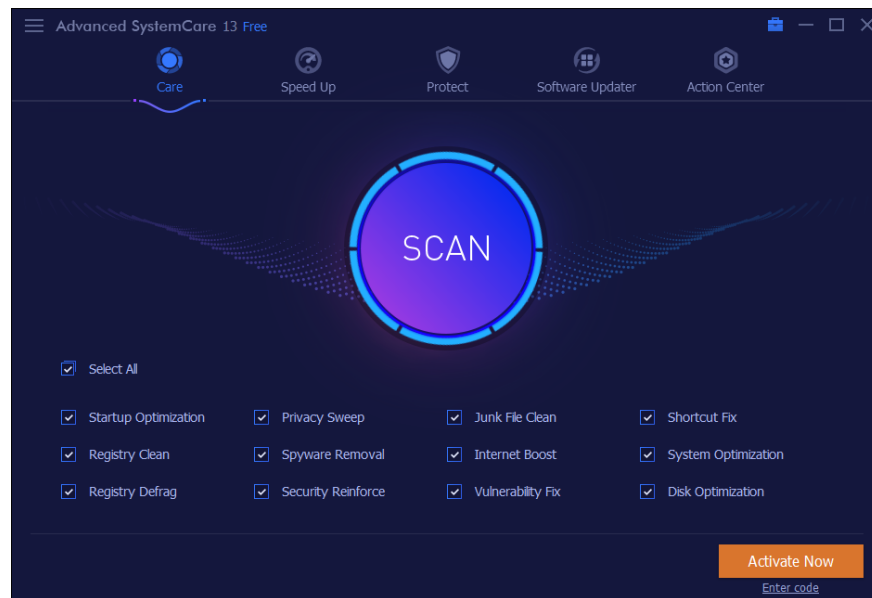 Advanced SystemCare 13 Free
Care Speed Up Protect Software Updater Action Center
SCAN
Select All
Startup Optimization Privacy Sweep Junk File Clean Shortcut Fix
Registry Clean Spyware Removal Internet Boost System Optimization
Registry Defrag Security Reinforce Vulnerability Fix Disk Optimization
Activate Now
Enter code